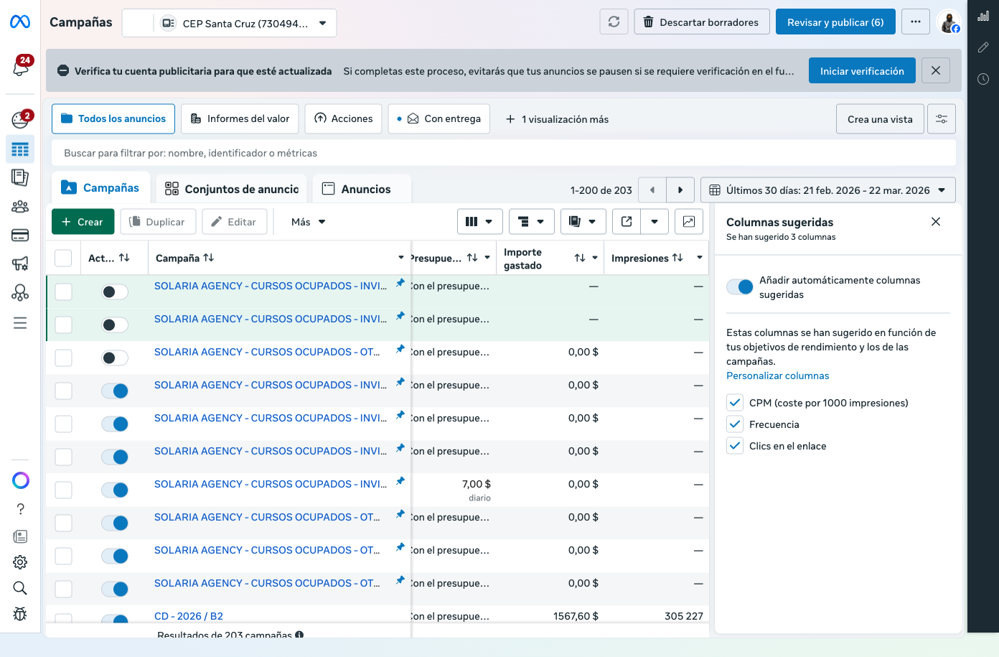 Campañas
CEP Santa Cruz (730494...
Descartar borradores
Revisar y publicar (6)
24
Verifica tu cuenta publicitaria para que esté actualizada
Si completas este proceso, evitarás que tus anuncios se pausen si se requiere verificación en el fu...
Iniciar verificación
2
Todos los anuncios
Informes del valor
Acciones
Con entrega
1 visualización más
Crea una vista
Buscar para filtrar por: nombre, identificador o métricas
Campañas
Conjuntos de anuncio
Anuncios
1-200 de 203
Últimos 30 días: 21 feb. 2026 - 22 mar. 2026
Crear
Duplicar
Editar
Más
Columnas sugeridas
Se han sugerido 3 columnas
Act...
Campaña
Presupue...
Importe gastado
Impresiones
SOLARIA AGENCY - CURSOS OCUPADOS - INVI...
Con el presupue...
—
—
SOLARIA AGENCY - CURSOS OCUPADOS - INVI...
Con el presupue...
—
—
SOLARIA AGENCY - CURSOS OCUPADOS - OT...
Con el presupue...
0,00 $
—
SOLARIA AGENCY - CURSOS OCUPADOS - INVI...
Con el presupue...
0,00 $
—
SOLARIA AGENCY - CURSOS OCUPADOS - INVI...
Con el presupue...
0,00 $
—
SOLARIA AGENCY - CURSOS OCUPADOS - INVI...
Con el presupue...
0,00 $
—
SOLARIA AGENCY - CURSOS OCUPADOS - INVI...
7,00 $
diario
0,00 $
—
SOLARIA AGENCY - CURSOS OCUPADOS - OT...
Con el presupue...
0,00 $
—
SOLARIA AGENCY - CURSOS OCUPADOS - OT...
Con el presupue...
0,00 $
—
SOLARIA AGENCY - CURSOS OCUPADOS - OT...
Con el presupue...
0,00 $
—
CD - 2026 / B2
Con el presupue...
1567,60 $
305 227
Resultados de 203 campañas
Añadir automáticamente columnas
sugeridas
Estas columnas se han sugerido en función de
tus objetivos de rendimiento y los de las
campañas.
Personalizar columnas
CPM (coste por 1000 impresiones)
Frecuencia
Clics en el enlace